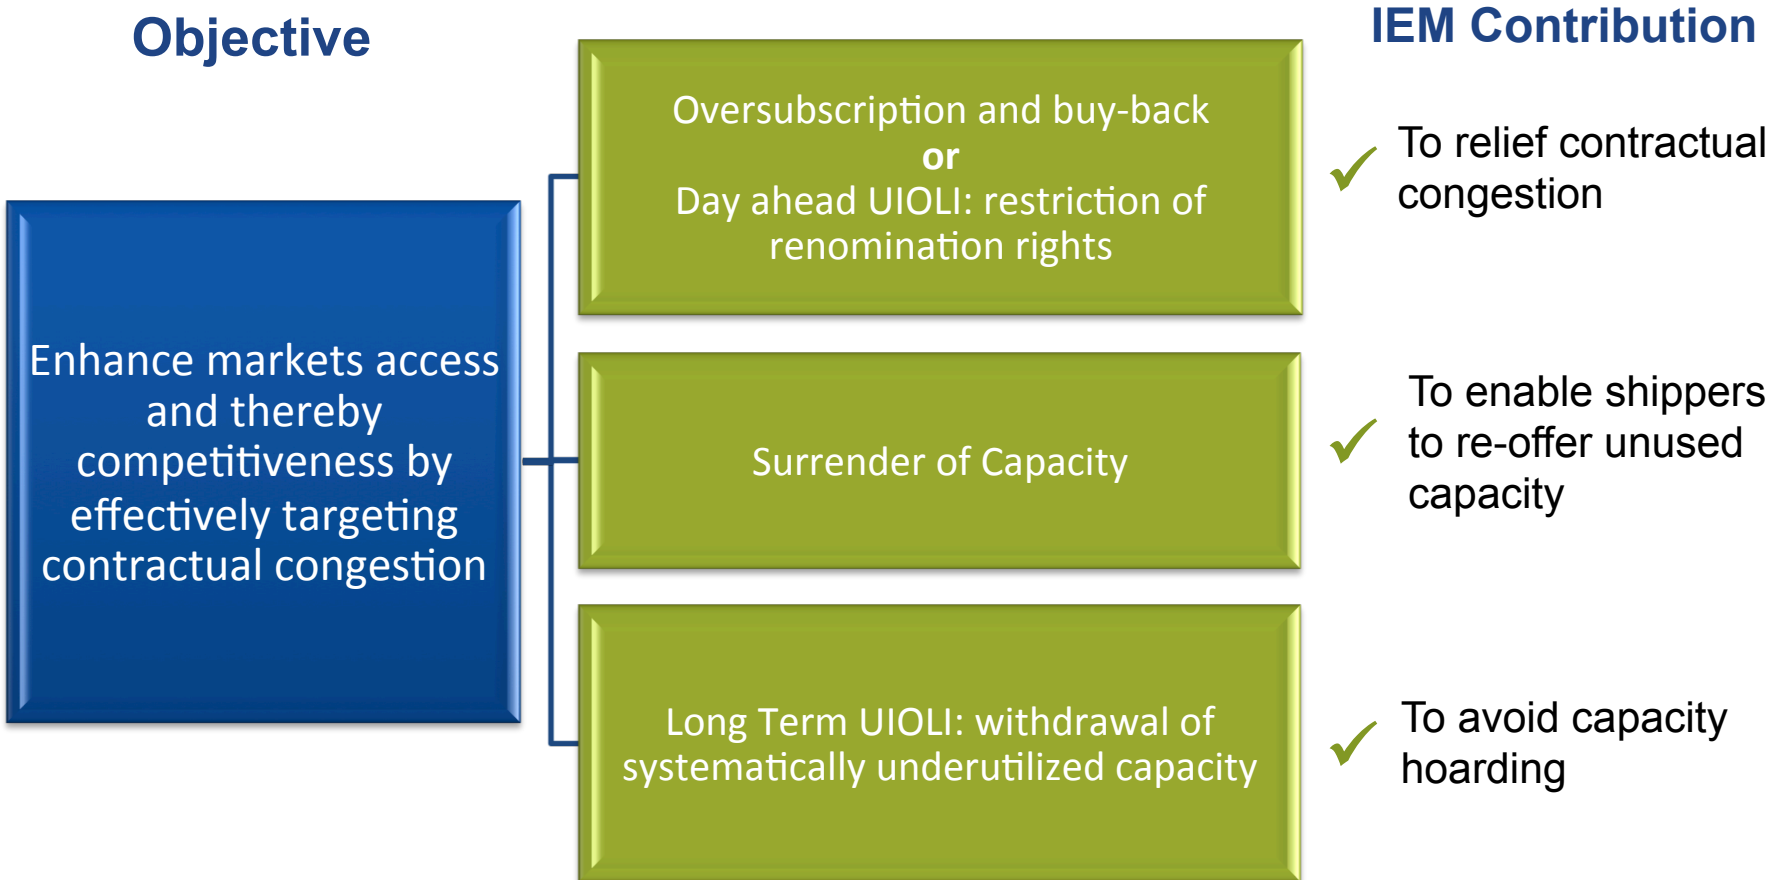 Objective
IEM Contribution
Enhance markets access
and thereby
competitiveness by
effectively targeting
contractual congestion
Oversubscription and buy-back
or
Day ahead UIOLI: restriction of
renomination rights
To relief contractual
congestion
Surrender of Capacity
To enable shippers
to re-offer unused
capacity
Long Term UIOLI: withdrawal of
systematically underutilized capacity
To avoid capacity
hoarding